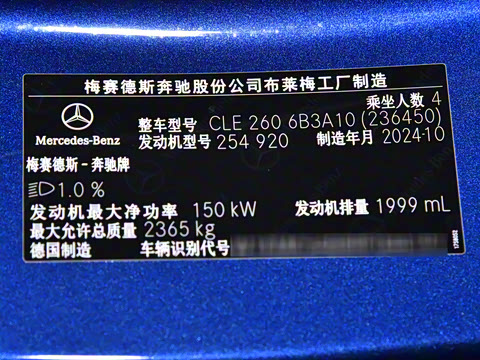 梅赛德斯奔驰股份公司布莱梅工厂制造
乘坐人数 4
Mercedes-Benz
整车型号 CLE 260 6B3A10 (236450)
发动机型号 254 920 制造年月 2024-10
梅赛德斯－奔驰牌
1.0 %
发动机最大净功率 150 kW 发动机排量 1999 mL
最大允许总质量 2365 kg
德国制造 车辆识别代号